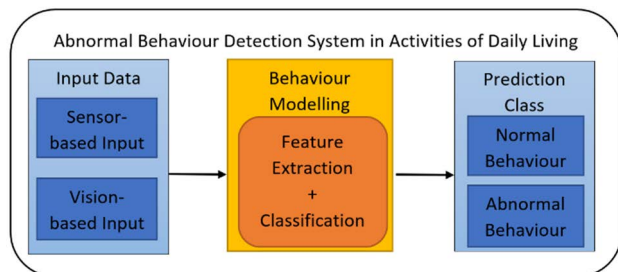 Abnormal Behaviour Detection System in Activities of Daily Living
Input Data
Sensor-
based Input
Vision-
based Input
Behaviour
Modelling
Feature
Extraction
+
Classification
Prediction
Class
Normal
Behaviour
Abnormal
Behaviour